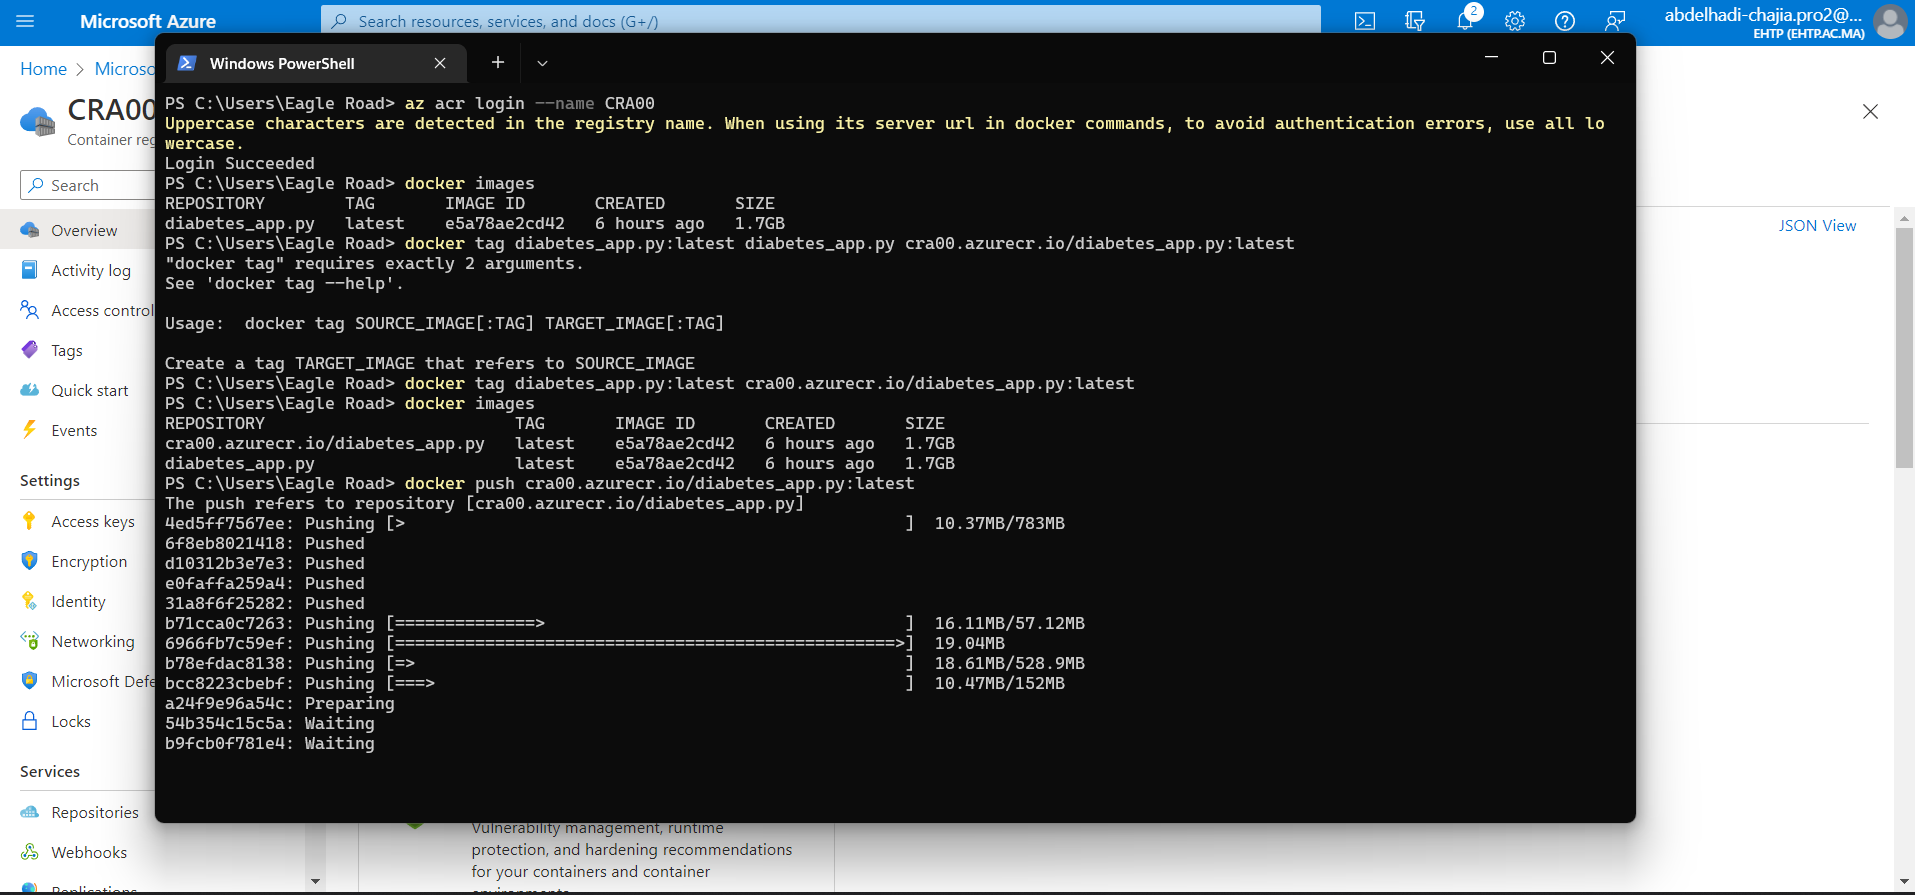 Microsoft Azure
Search resources, services, and docs (G+/)
2
abdelhadi-chajia.pro2@...
EHTP (EHTP.AC.MA)
Home > Microso
CRA00
Container reg
Search
Overview
Activity log
Access control
Tags
Quick start
Events
Settings
Access keys
Encryption
Identity
Networking
Microsoft Defe
Locks
Services
Repositories
Webhooks
Replications
JSON View
Windows PowerShell
PS C:\Users\Eagle Road> az acr login --name CRA00
Uppercase characters are detected in the registry name. When using its server url in docker commands, to avoid authentication errors, use all lo
wercase.
Login Succeeded
PS C:\Users\Eagle Road> docker images
REPOSITORY TAG IMAGE ID CREATED SIZE
diabetes_app.py latest e5a78ae2cd42 6 hours ago 1.7GB
PS C:\Users\Eagle Road> docker tag diabetes_app.py:latest diabetes_app.py cra00.azurecr.io/diabetes_app.py:latest
"docker tag" requires exactly 2 arguments.
See 'docker tag --help'.
Usage: docker tag SOURCE_IMAGE[:TAG] TARGET_IMAGE[:TAG]
Create a tag TARGET_IMAGE that refers to SOURCE_IMAGE
PS C:\Users\Eagle Road> docker tag diabetes_app.py:latest cra00.azurecr.io/diabetes_app.py:latest
PS C:\Users\Eagle Road> docker images
REPOSITORY TAG IMAGE ID CREATED SIZE
cra00.azurecr.io/diabetes_app.py latest e5a78ae2cd42 6 hours ago 1.7GB
diabetes_app.py latest e5a78ae2cd42 6 hours ago 1.7GB
PS C:\Users\Eagle Road> docker push cra00.azurecr.io/diabetes_app.py:latest
The push refers to repository [cra00.azurecr.io/diabetes_app.py]
4ed5ff7567ee: Pushing [> ] 10.37MB/783MB
6f8eb8021418: Pushed
d10312b3e7e3: Pushed
e0faffa259a4: Pushed
31a8f6f25282: Pushed
b71cca0c7263: Pushing [==============> ] 16.11MB/57.12MB
6966fb7c59ef: Pushing [==================================================>] 19.04MB
b78efdac8138: Pushing [=> ] 18.61MB/528.9MB
bcc8223cbebf: Pushing [===> ] 10.47MB/152MB
a24f9e96a54c: Preparing
54b354c15c5a: Waiting
b9fcb0f781e4: Waiting
Vulnerability management, runtime
protection, and hardening recommendations
for your containers and container
environments.